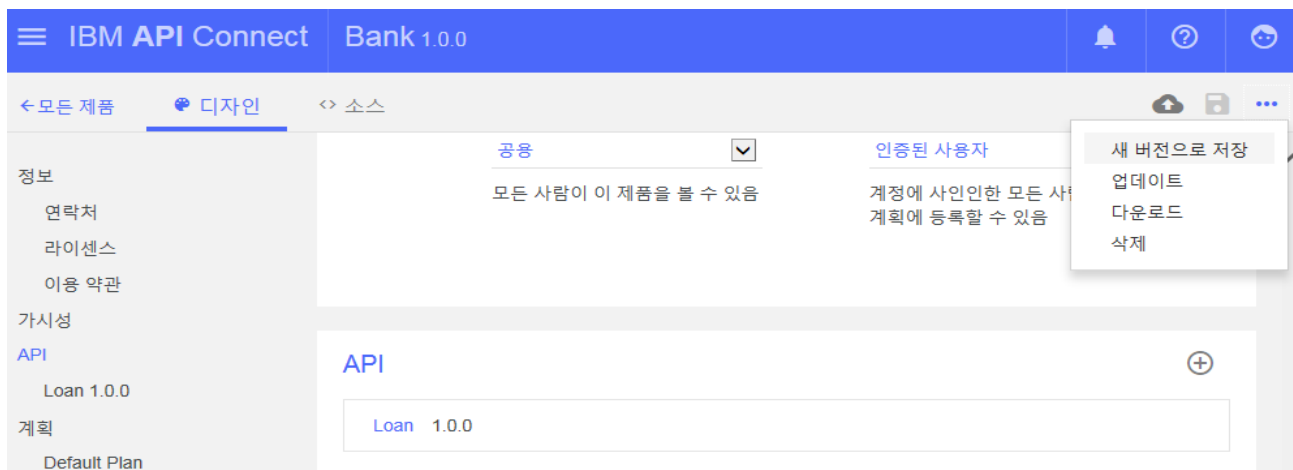 IBM API Connect Bank 1.0.0
모든 제품 디자인 <> 소스
공용 인증된 사용자
모든 사람이 이 제품을 볼 수 있음
계정에 사인인한 모든
계획에 등록할 수 있음
새 버전으로 저장
업데이트
다운로드
삭제
정보
연락처
라이센스
이용 약관
가시성
API
Loan 1.0.0
계획
Default Plan
API
Loan 1.0.0